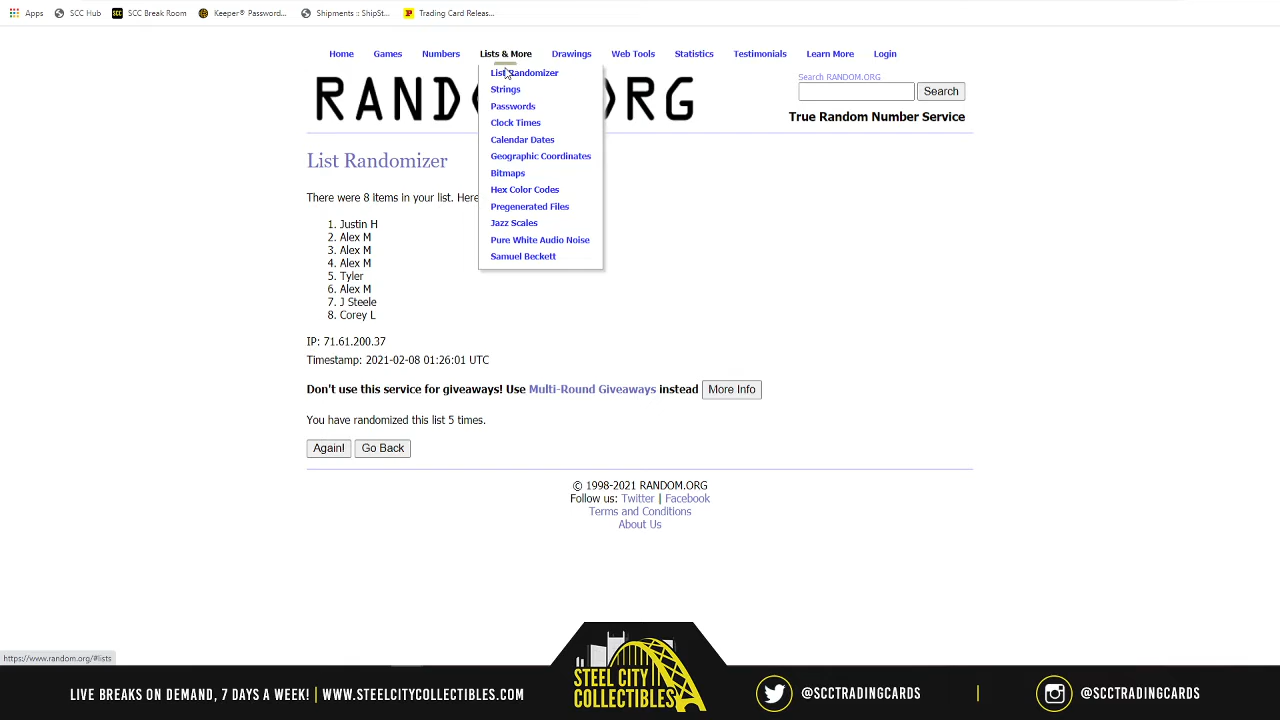 Apps SCC Hub SCC Break Room Keeper® Password... Shipments :: ShipSt... Trading Card Relea...
Home Games Numbers Lists & More Drawings Web Tools Statistics Testimonials Learn More Login
List Randomizer
Strings
Passwords
Clock Times
Calendar Dates
Geographic Coordinates
Bitmaps
Hex Color Codes
Pregenerated Files
Jazz Scales
Pure White Audio Noise
Samuel Beckett
Search RANDOM.ORG
Search
True Random Number Service
List Randomizer
There were 8 items in your list. Here
1. Justin H
2. Alex M
3. Alex M
4. Alex M
5. Tyler
6. Alex M
7. J Steele
8. Corey L
IP: 71.61.200.37
Timestamp: 2021-02-08 01:26:01 UTC
Don't use this service for giveaways! Use Multi-Round Giveaways instead More Info
You have randomized this list 5 times.
Again! Go Back
© 1998-2021 RANDOM.ORG
Follow us: Twitter | Facebook
Terms and Conditions
About Us
https://www.random.org/#lists
LIVE BREAKS ON DEMAND, 7 DAYS A WEEK! | WWW.STEELCITYCOLLECTIBLES.COM
STEEL CITY
COLLECTIBLES
@SCCTRADINGCARDS | @SCCTRADINGCARDS